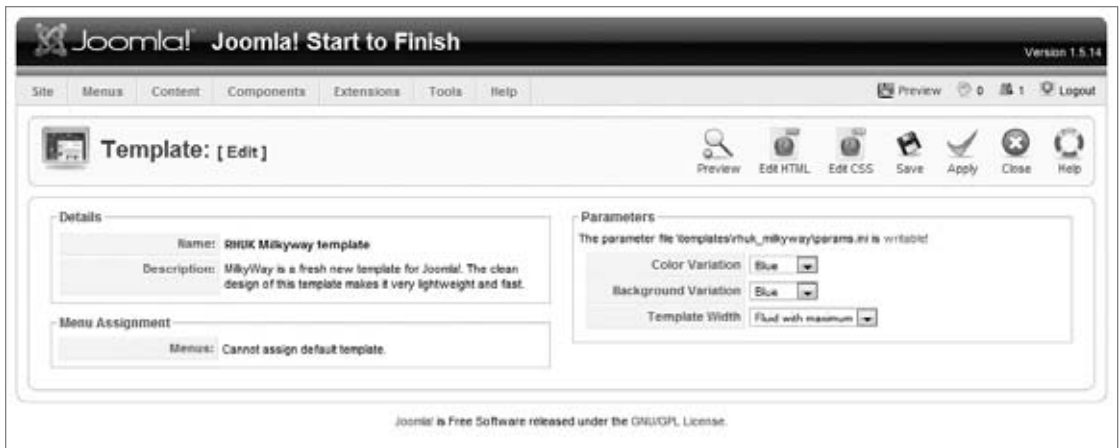 Joomla! Joomla! Start to Finish
Version 1.5.14
Site Menus Content Components Extensions Tools Help Preview 0 1 Logout
Template: [ Edit ]
Preview Edit HTML Edit CSS Save Apply Close Help
Details
Name: RHUK Milkyway template
Description: MilkyWay is a fresh new template for Joomla!. The clean
design of this template makes it very lightweight and fast.
Menu Assignment
Menus: Cannot assign default template.
Parameters
The parameter file \templates\rhuk_milkyway\params.ini is writable!
Color Variation Blue
Background Variation Blue
Template Width Fluid with maximum
Joomla! is Free Software released under the GNU/GPL License.